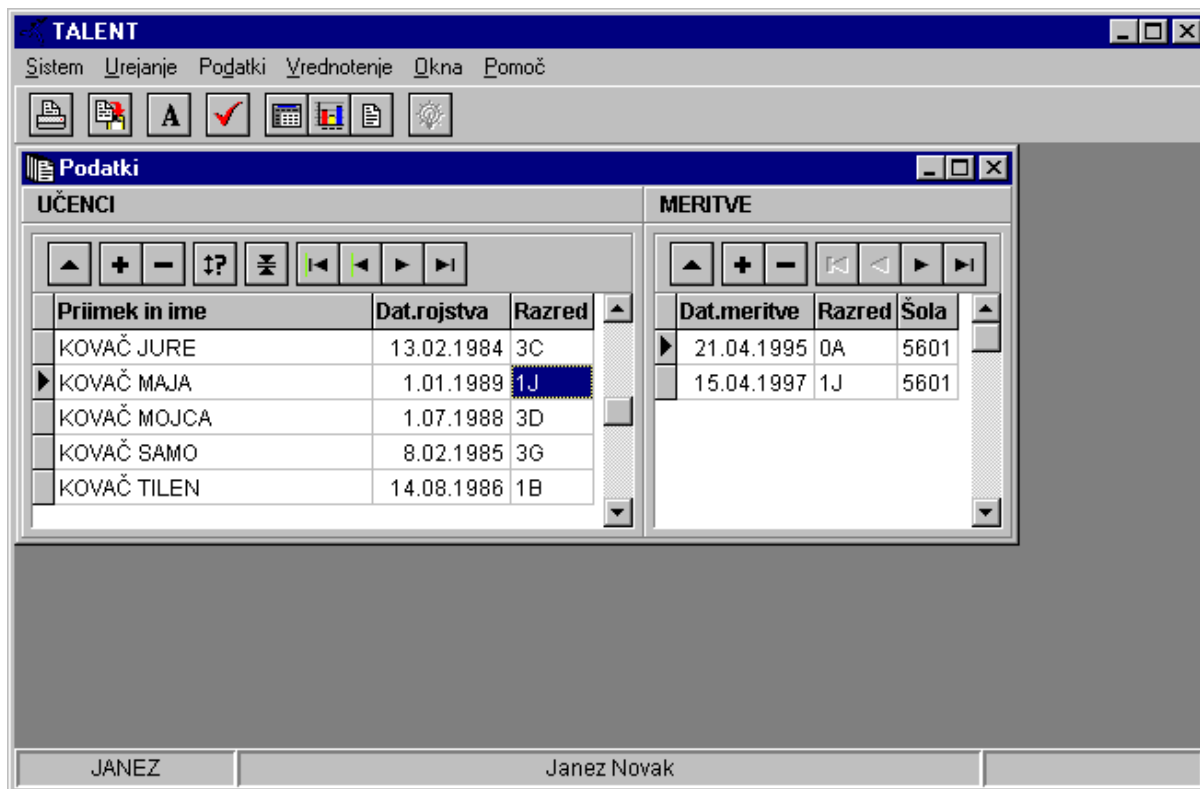 TALENT
Sistem Urejanje Podatki Vrednotenje Okna Pomoč
A
Podatki
UČENCI
MERITVE
↕?
Priimek in ime Dat.rojstva Razred
KOVAČ JURE 13.02.1984 3C
KOVAČ MAJA 1.01.1989 1J
KOVAČ MOJCA 1.07.1988 3D
KOVAČ SAMO 8.02.1985 3G
KOVAČ TILEN 14.08.1986 1B
Dat.meritve Razred Šola
21.04.1995 0A 5601
15.04.1997 1J 5601
JANEZ Janez Novak